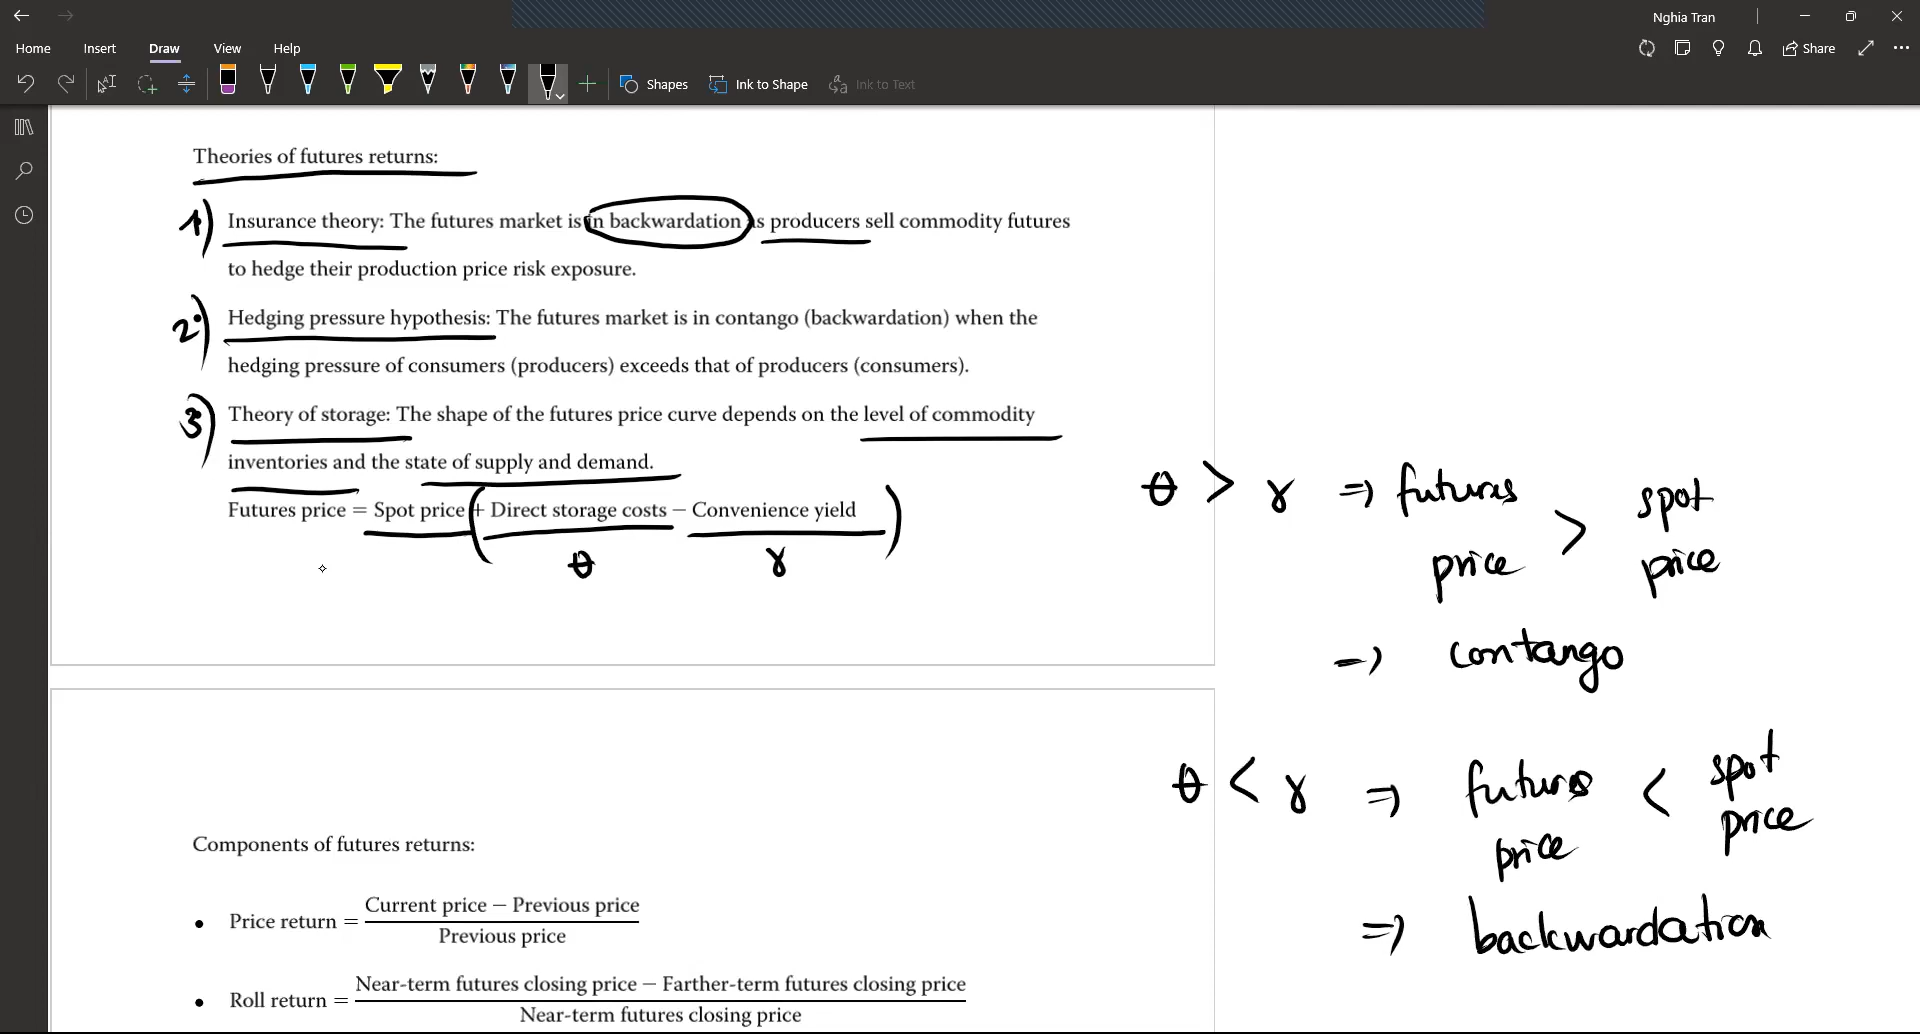 Nghia Tran
Home Insert Draw View Help
Share
Shapes Ink to Shape Ink to Text
Theories of futures returns:
1) Insurance theory: The futures market is in backwardation as producers sell commodity futures
to hedge their production price risk exposure.
2) Hedging pressure hypothesis: The futures market is in contango (backwardation) when the
hedging pressure of consumers (producers) exceeds that of producers (consumers).
3) Theory of storage: The shape of the futures price curve depends on the level of commodity
inventories and the state of supply and demand.
Futures price = Spot price (+ Direct storage costs − Convenience yield)
θ γ
θ > γ => futures price > spot price
=> contango
θ < γ => futures price < spot price
=> backwardation
Components of futures returns:
• Price return = Current price − Previous price
Previous price
• Roll return = Near-term futures closing price − Farther-term futures closing price
Near-term futures closing price